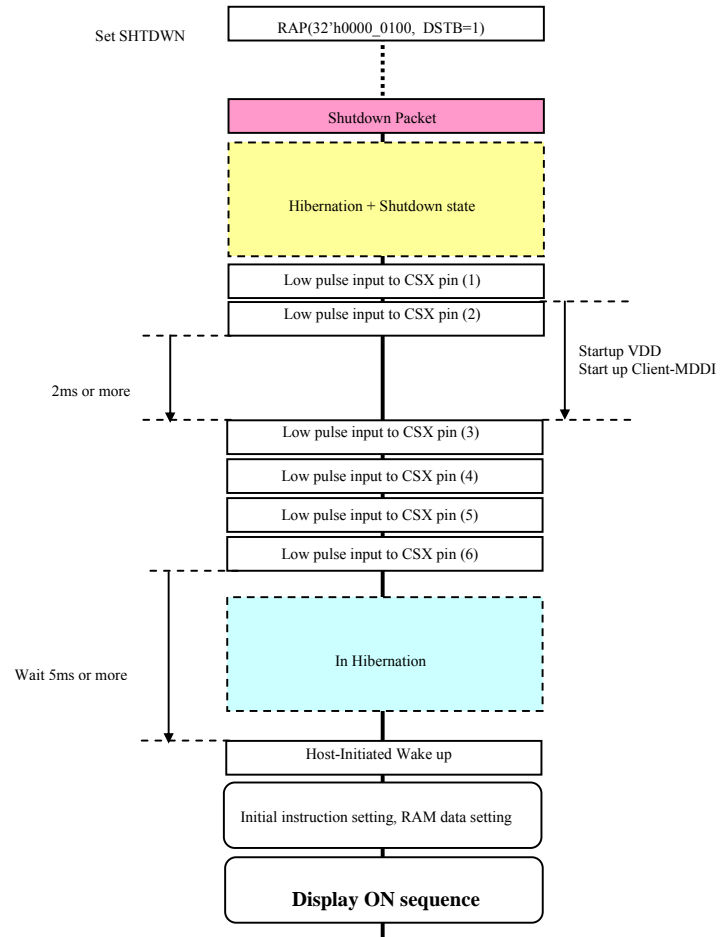 RAP(32'h0000_0100, DSTB=1)
Set SHTDWN
Shutdown Packet
Hibernation + Shutdown state
Low pulse input to CSX pin (1)
Low pulse input to CSX pin (2)
Startup VDD
Start up Client-MDDI
2ms or more
Low pulse input to CSX pin (3)
Low pulse input to CSX pin (4)
Low pulse input to CSX pin (5)
Low pulse input to CSX pin (6)
In Hibernation
Wait 5ms or more
Host-Initiated Wake up
Initial instruction setting, RAM data setting
Display ON sequence